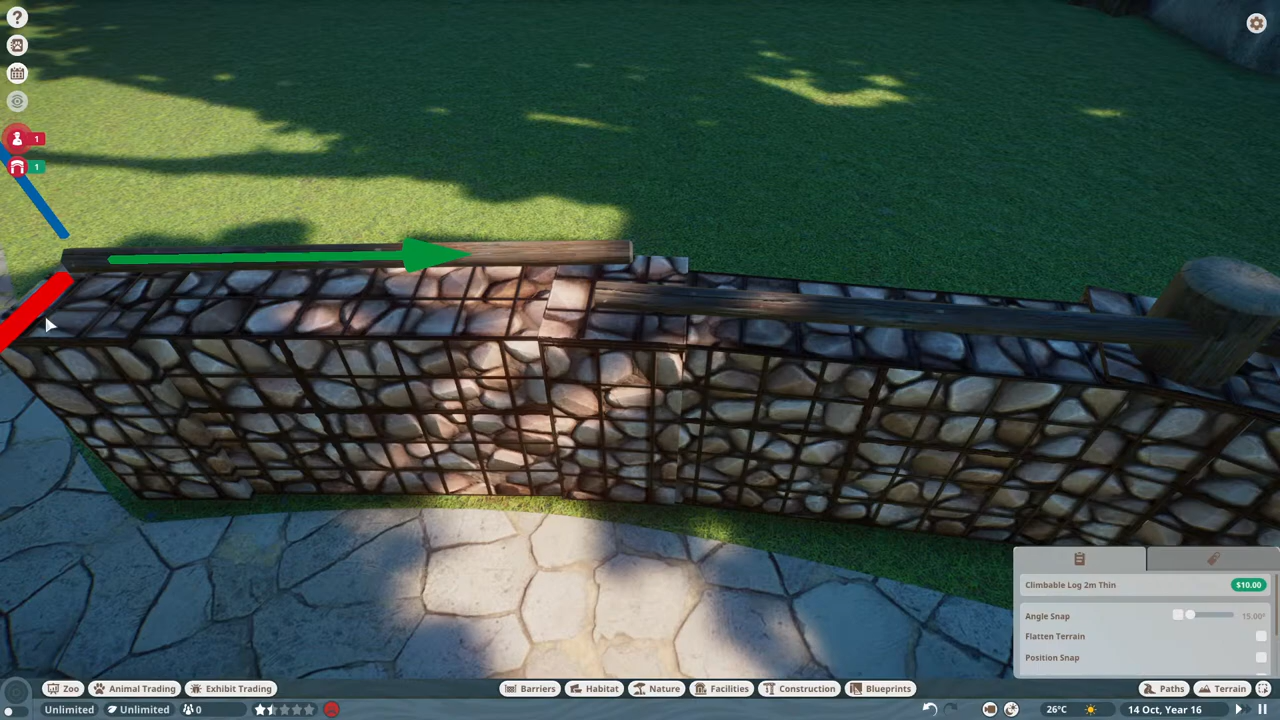 ?
1
1
Climbable Log 2m Thin $10.00
Angle Snap 15.00°
Flatten Terrain
Position Snap
Zoo Animal Trading Exhibit Trading Barriers Habitat Nature Facilities Construction Blueprints Paths Terrain
Unlimited Unlimited 0 26°C 14 Oct, Year 16